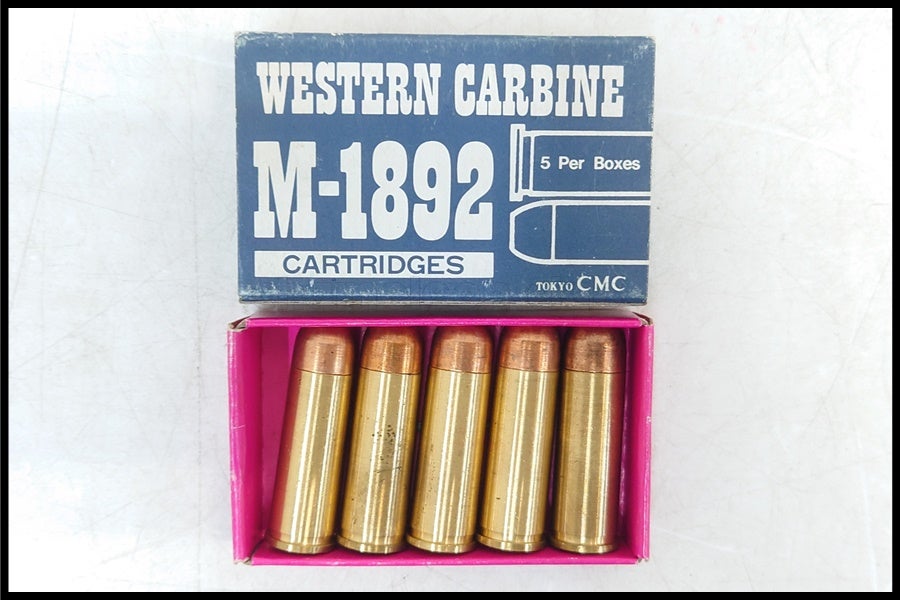 WESTERN CARBINE
M-1892
5 Per Boxes
CARTRIDGES
TOKYO CMC